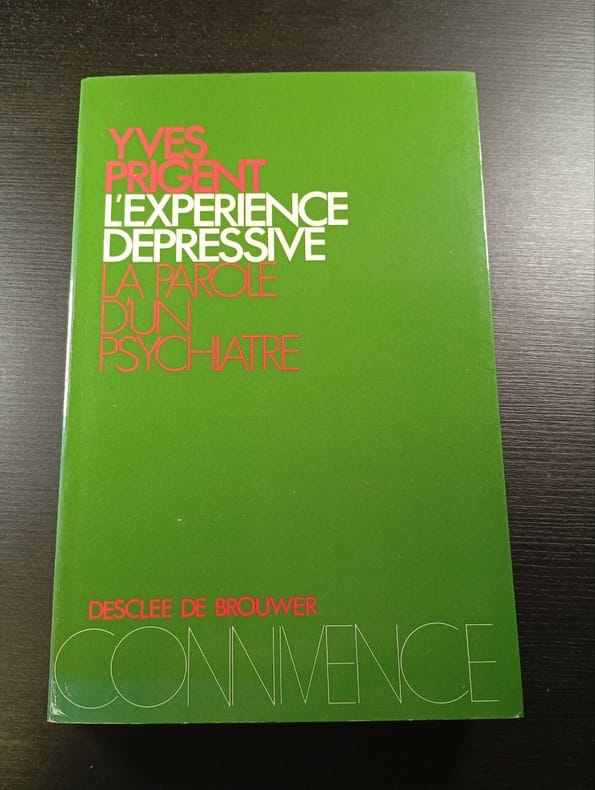 YVES
PRIGENT
L'EXPERIENCE
DEPRESSIVE
LA PAROLE
D'UN
PSYCHIATRE
DESCLEE DE BROUWER
CONNIVENCE